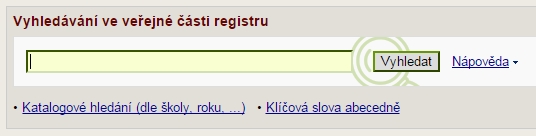 Vyhledávání ve veřejné části registru
Vyhledat Nápověda
• Katalogové hledání (dle školy, roku, ...) • Klíčová slova abecedně